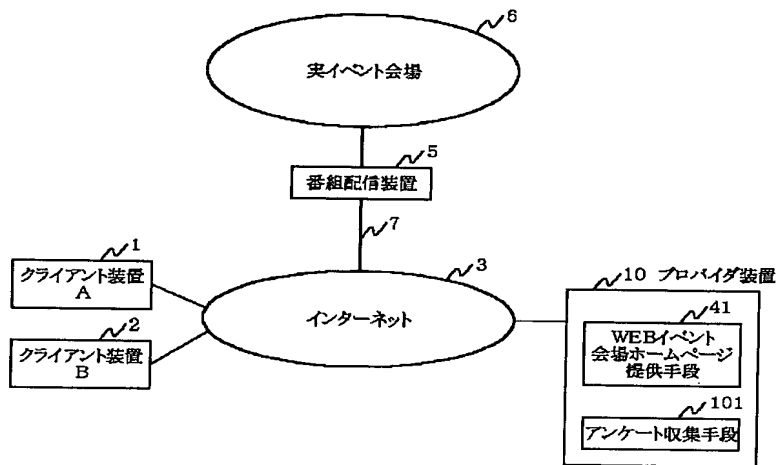 6
実イベント会場
5
番組配信装置
7
1
クライアント装置
A
3
インターネット
2
クライアント装置
B
10 プロバイダ装置
41
WEBイベント
会場ホームページ
提供手段
101
アンケート収集手段